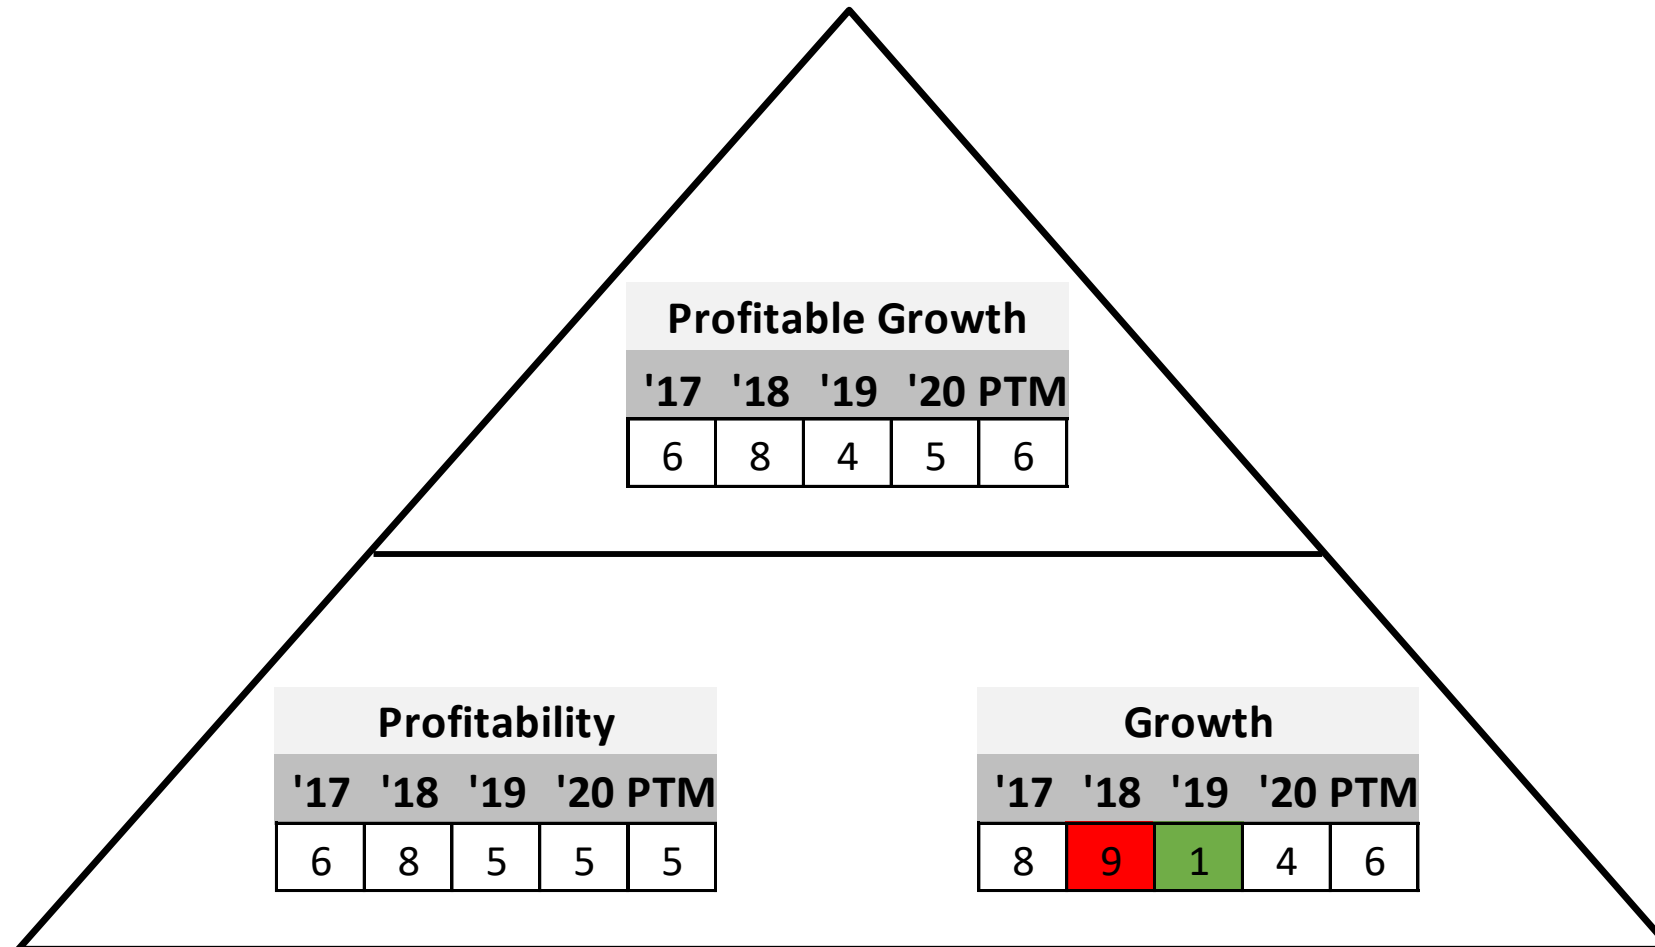 Profitable Growth
'17 '18 '19 '20 PTM
6 8 4 5 6
Profitability
'17 '18 '19 '20 PTM
6 8 5 5 5
Growth
'17 '18 '19 '20 PTM
8 9 1 4 6